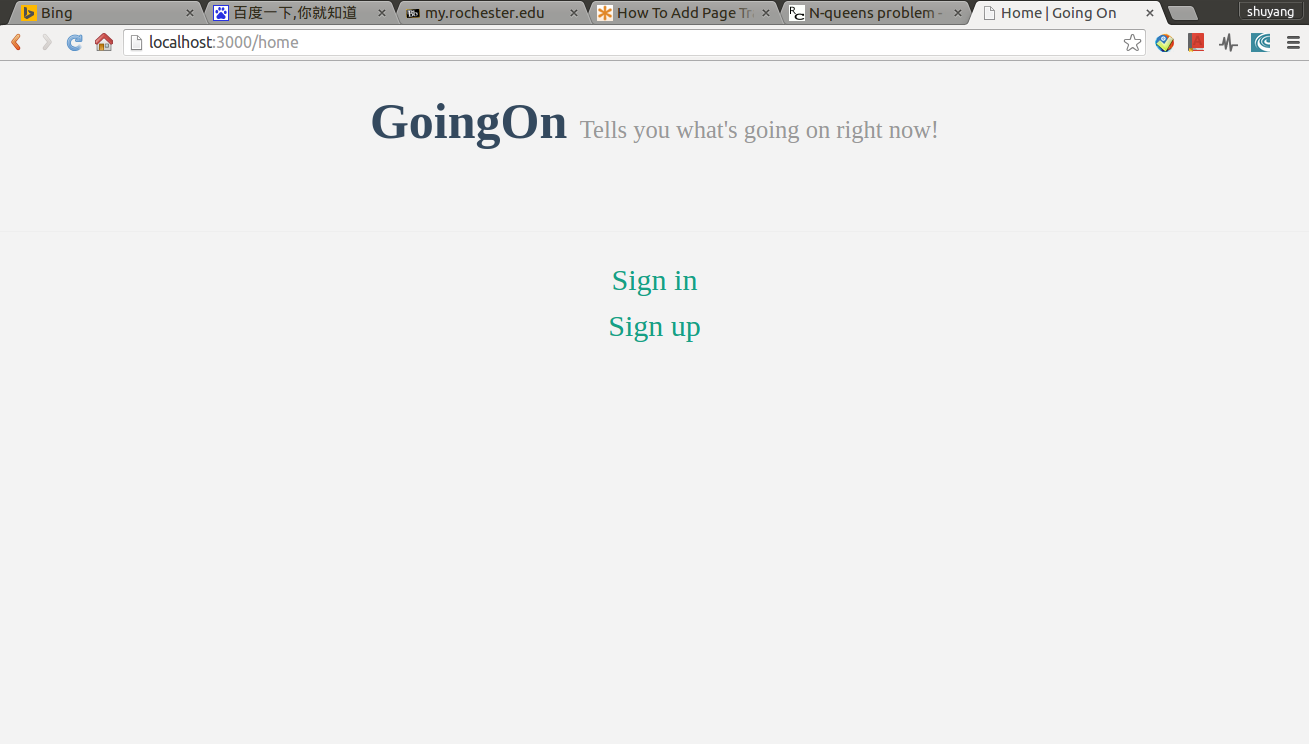 Bing
百度一下,你就知道
my.rochester.edu
How To Add Page Tr
N-queens problem -
Home | Going On
shuyang
localhost:3000/home
GoingOn Tells you what's going on right now!
Sign in
Sign up